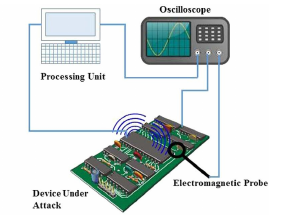 Oscilloscope
Processing Unit
Electromagnetic Probe
Device Under
Attack